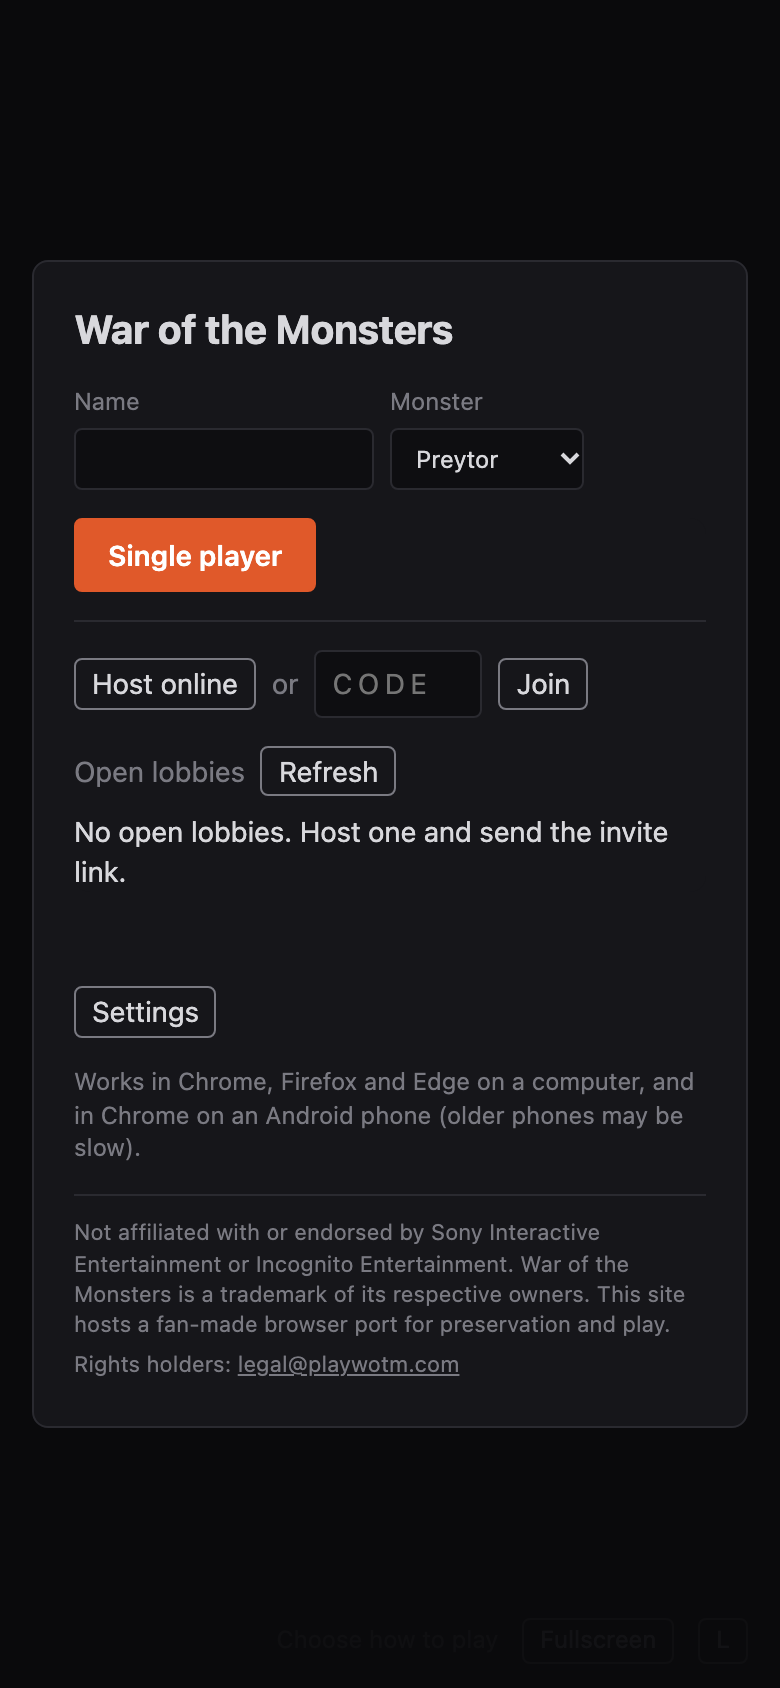 War of the Monsters
Name Monster
Preytor
Single player
Host online or CODE Join
Open lobbies Refresh
No open lobbies. Host one and send the invite
link.
Settings
Works in Chrome, Firefox and Edge on a computer, and
in Chrome on an Android phone (older phones may be
slow).
Not affiliated with or endorsed by Sony Interactive
Entertainment or Incognito Entertainment. War of the
Monsters is a trademark of its respective owners. This site
hosts a fan-made browser port for preservation and play.
Rights holders: legal@playwotm.com
Choose how to play Fullscreen L